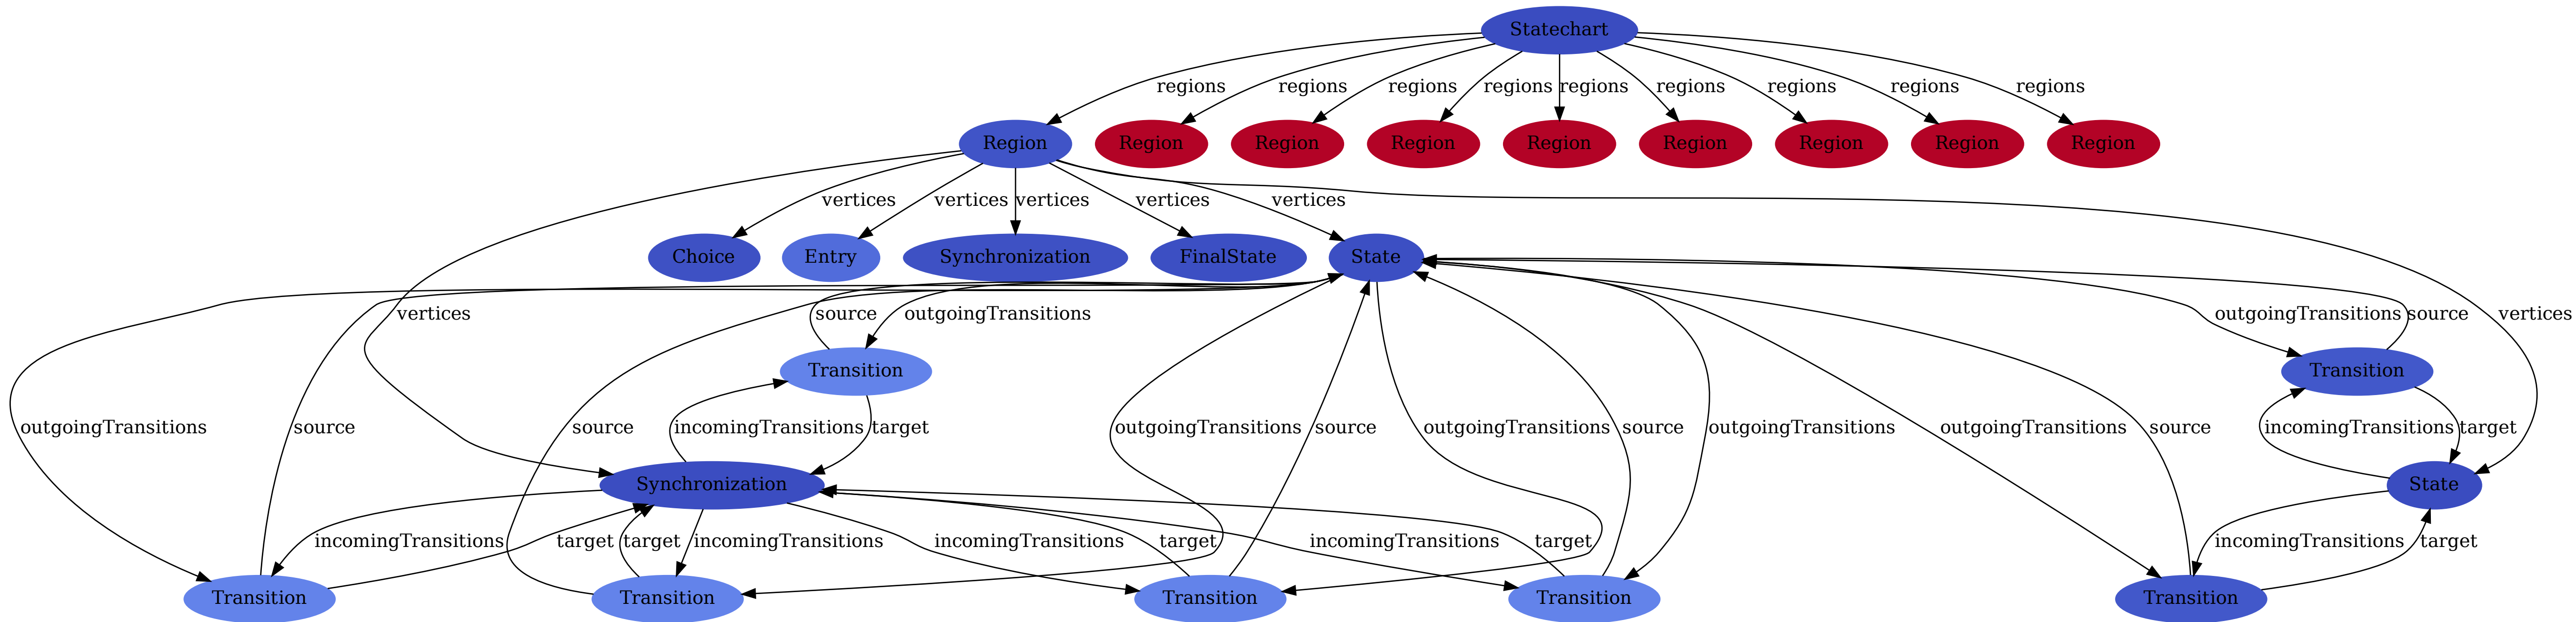 Statechart
regions regions regions regions regions regions regions regions regions
Region Region Region Region Region Region Region Region Region
vertices vertices vertices vertices vertices
Choice Entry Synchronization FinalState State
vertices source outgoingTransitions outgoingTransitions source vertices
Transition Transition
outgoingTransitions source incomingTransitions target source outgoingTransitions source outgoingTransitions source outgoingTransitions outgoingTransitions source incomingTransitions target
Synchronization State
incomingTransitions target target incomingTransitions incomingTransitions target incomingTransitions target incomingTransitions target
Transition Transition Transition Transition Transition